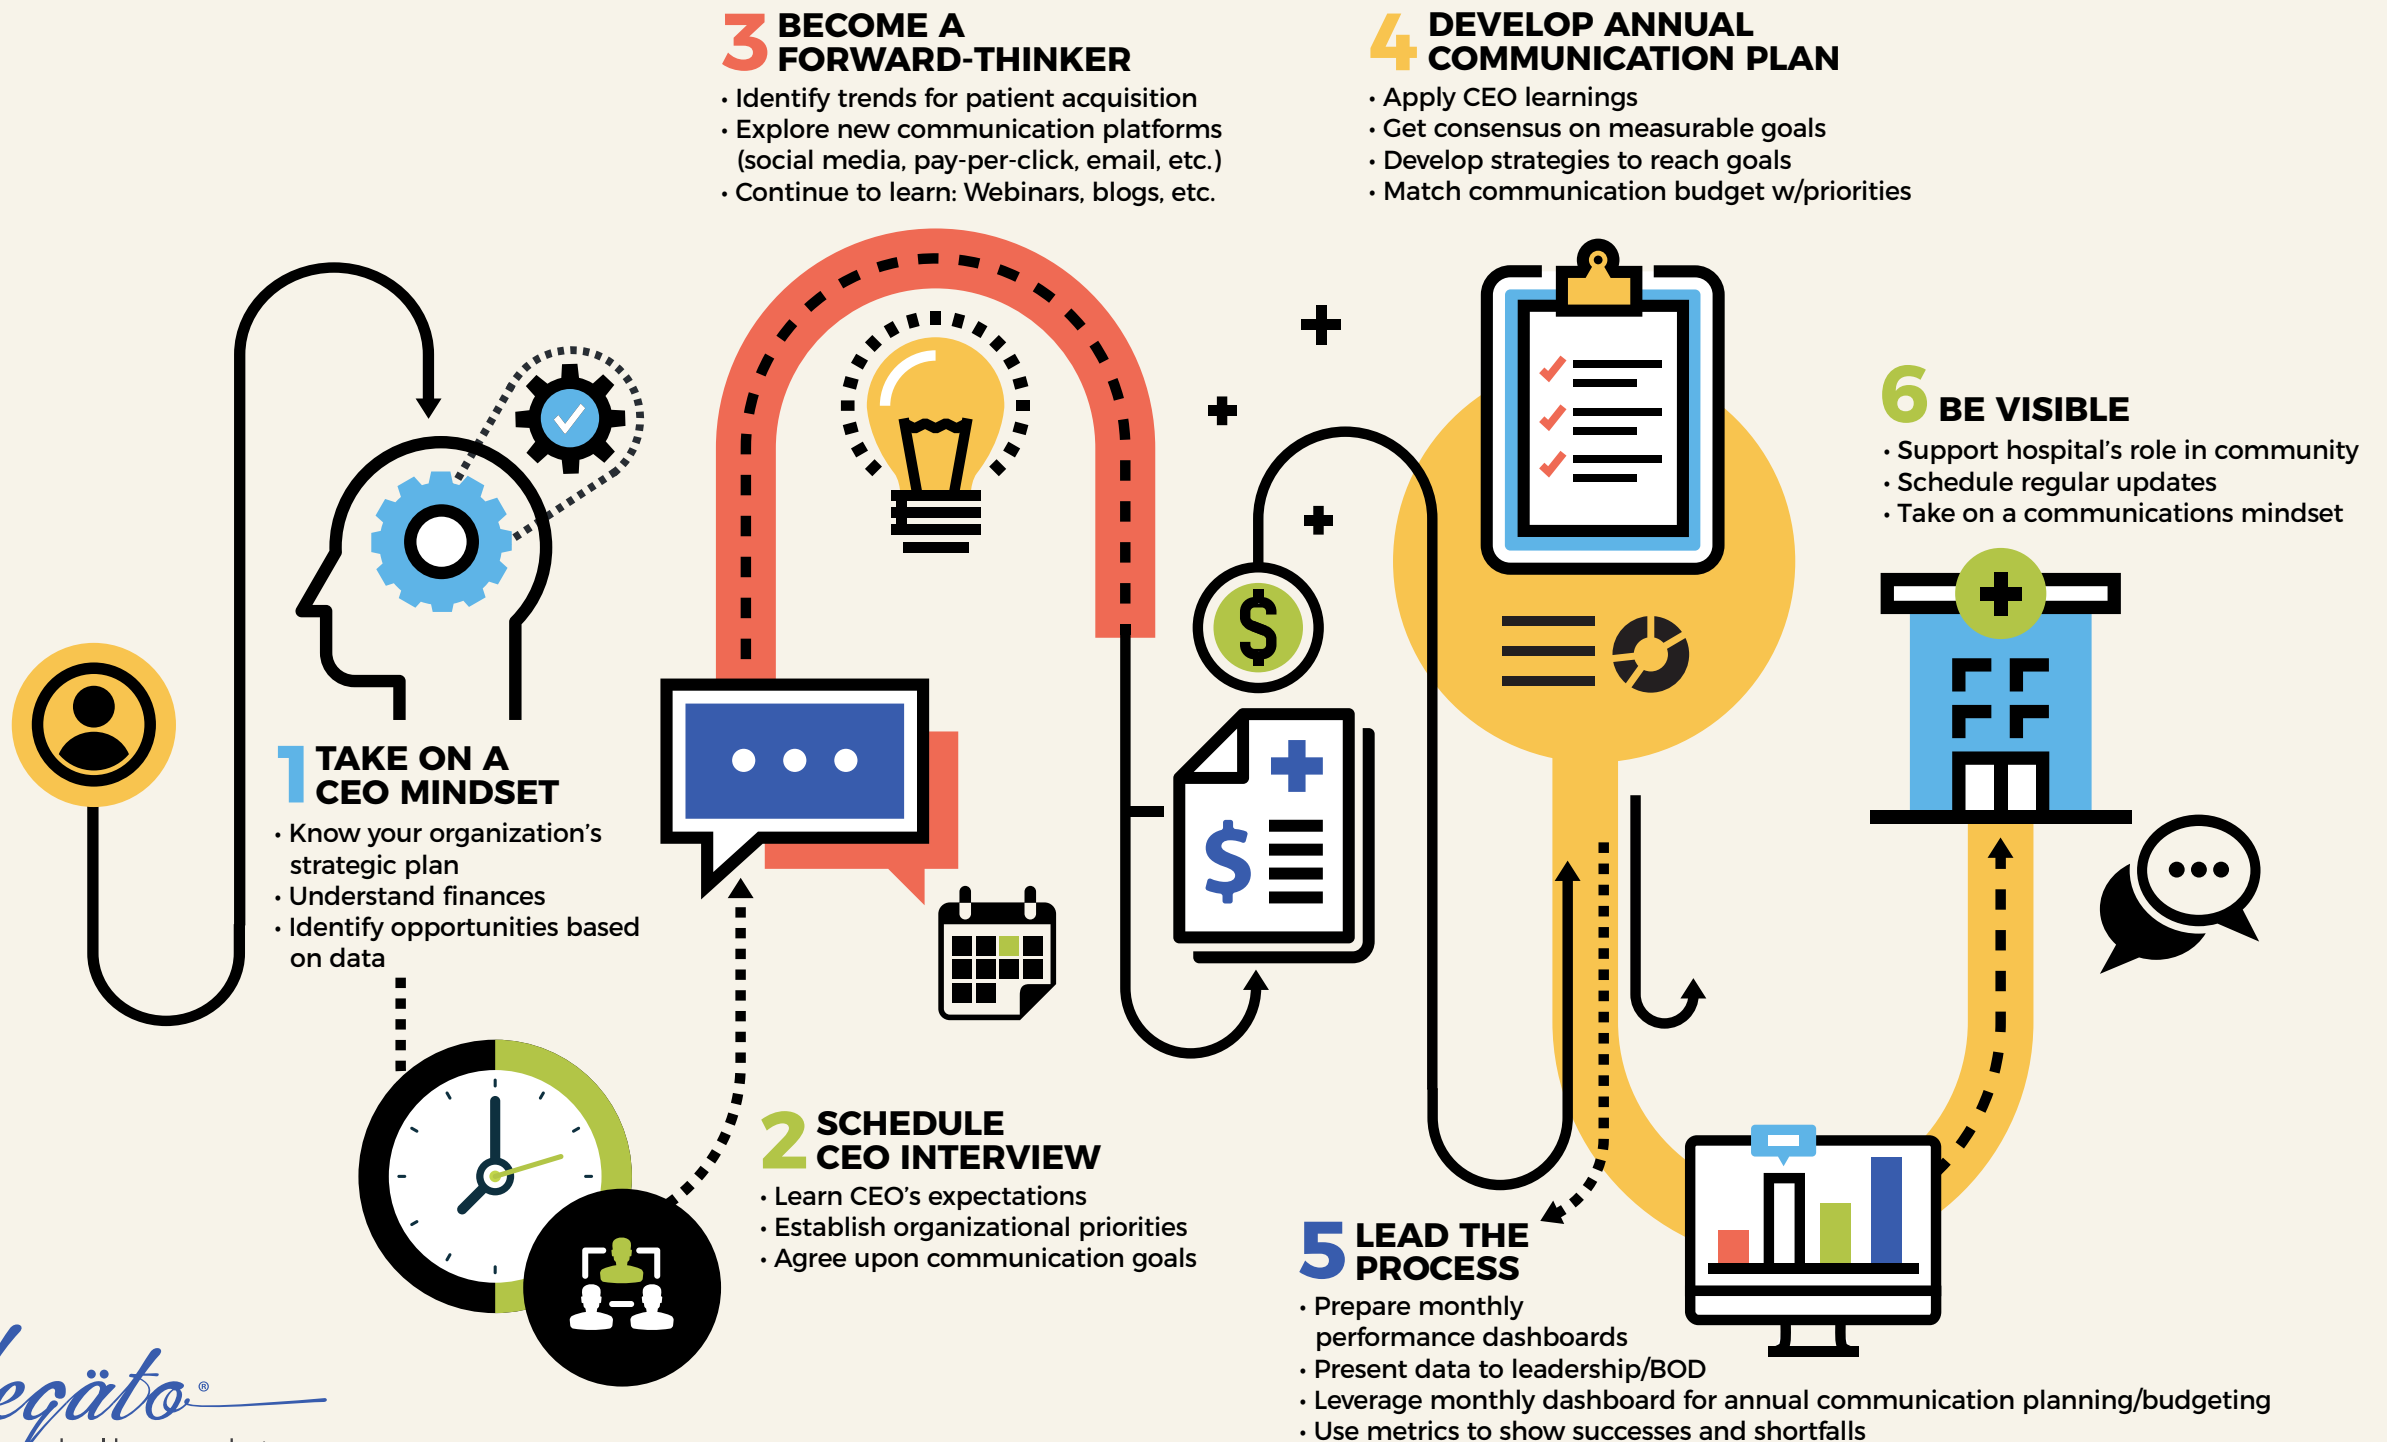 3 BECOME A
FORWARD-THINKER
· Identify trends for patient acquisition
· Explore new communication platforms
(social media, pay-per-click, email, etc.)
· Continue to learn: Webinars, blogs, etc.
4 DEVELOP ANNUAL
COMMUNICATION PLAN
· Apply CEO learnings
· Get consensus on measurable goals
· Develop strategies to reach goals
· Match communication budget w/priorities
6 BE VISIBLE
· Support hospital's role in community
· Schedule regular updates
· Take on a communications mindset
$
$
1 TAKE ON A
CEO MINDSET
· Know your organization's
strategic plan
· Understand finances
· Identify opportunities based
on data
2 SCHEDULE
CEO INTERVIEW
· Learn CEO's expectations
· Establish organizational priorities
· Agree upon communication goals
5 LEAD THE
PROCESS
· Prepare monthly
performance dashboards
· Present data to leadership/BOD
· Leverage monthly dashboard for annual communication planning/budgeting
· Use metrics to show successes and shortfalls
egäto®